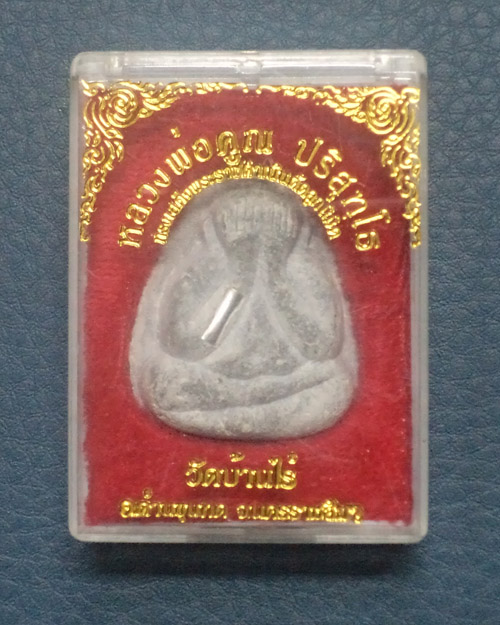 หลวงพ่อคูณ ปริสุทฺโธ
วัดบ้านไร่
อ.ด่านขุนทด จ.นครราชสีมา